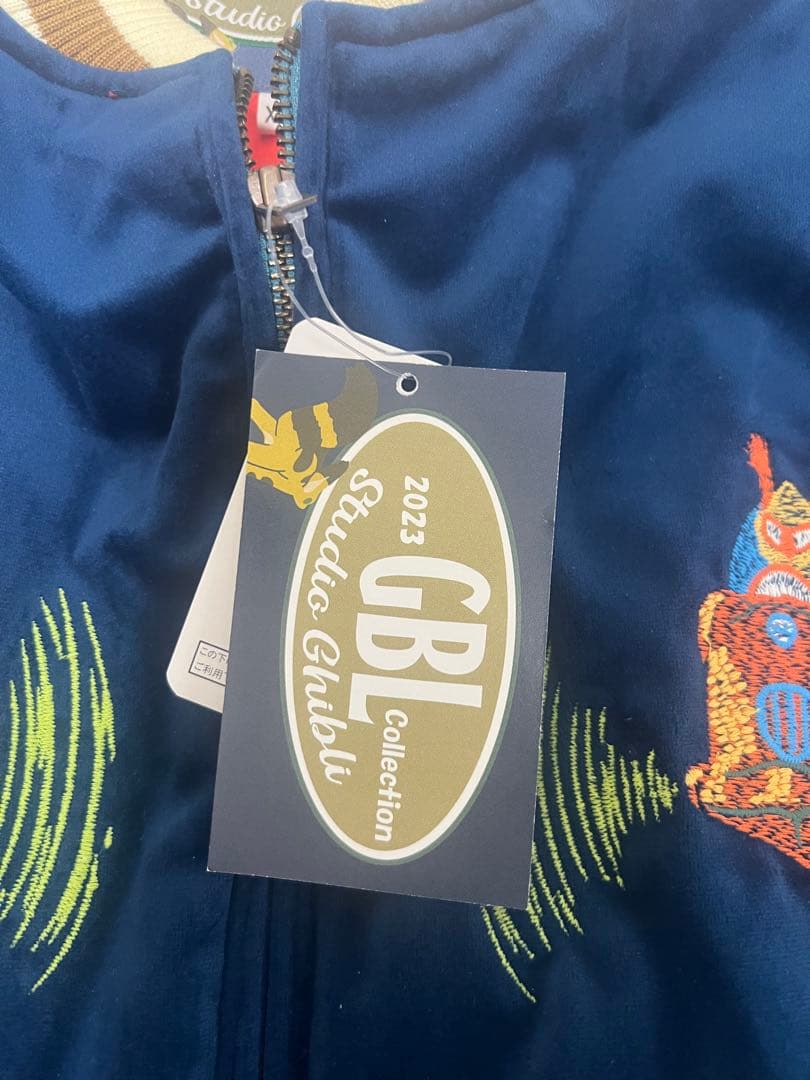 Studio
X
2023
GBL
Collection
Studio Ghibli
この下
ご利用